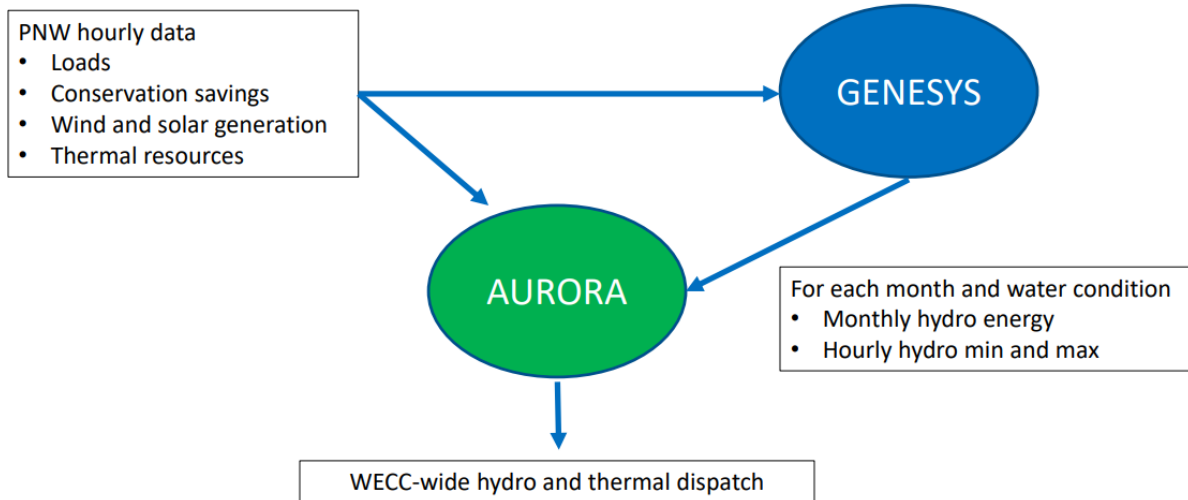 PNW hourly data
• Loads
• Conservation savings
• Wind and solar generation
• Thermal resources
GENESYS
AURORA
For each month and water condition
• Monthly hydro energy
• Hourly hydro min and max
WECC-wide hydro and thermal dispatch